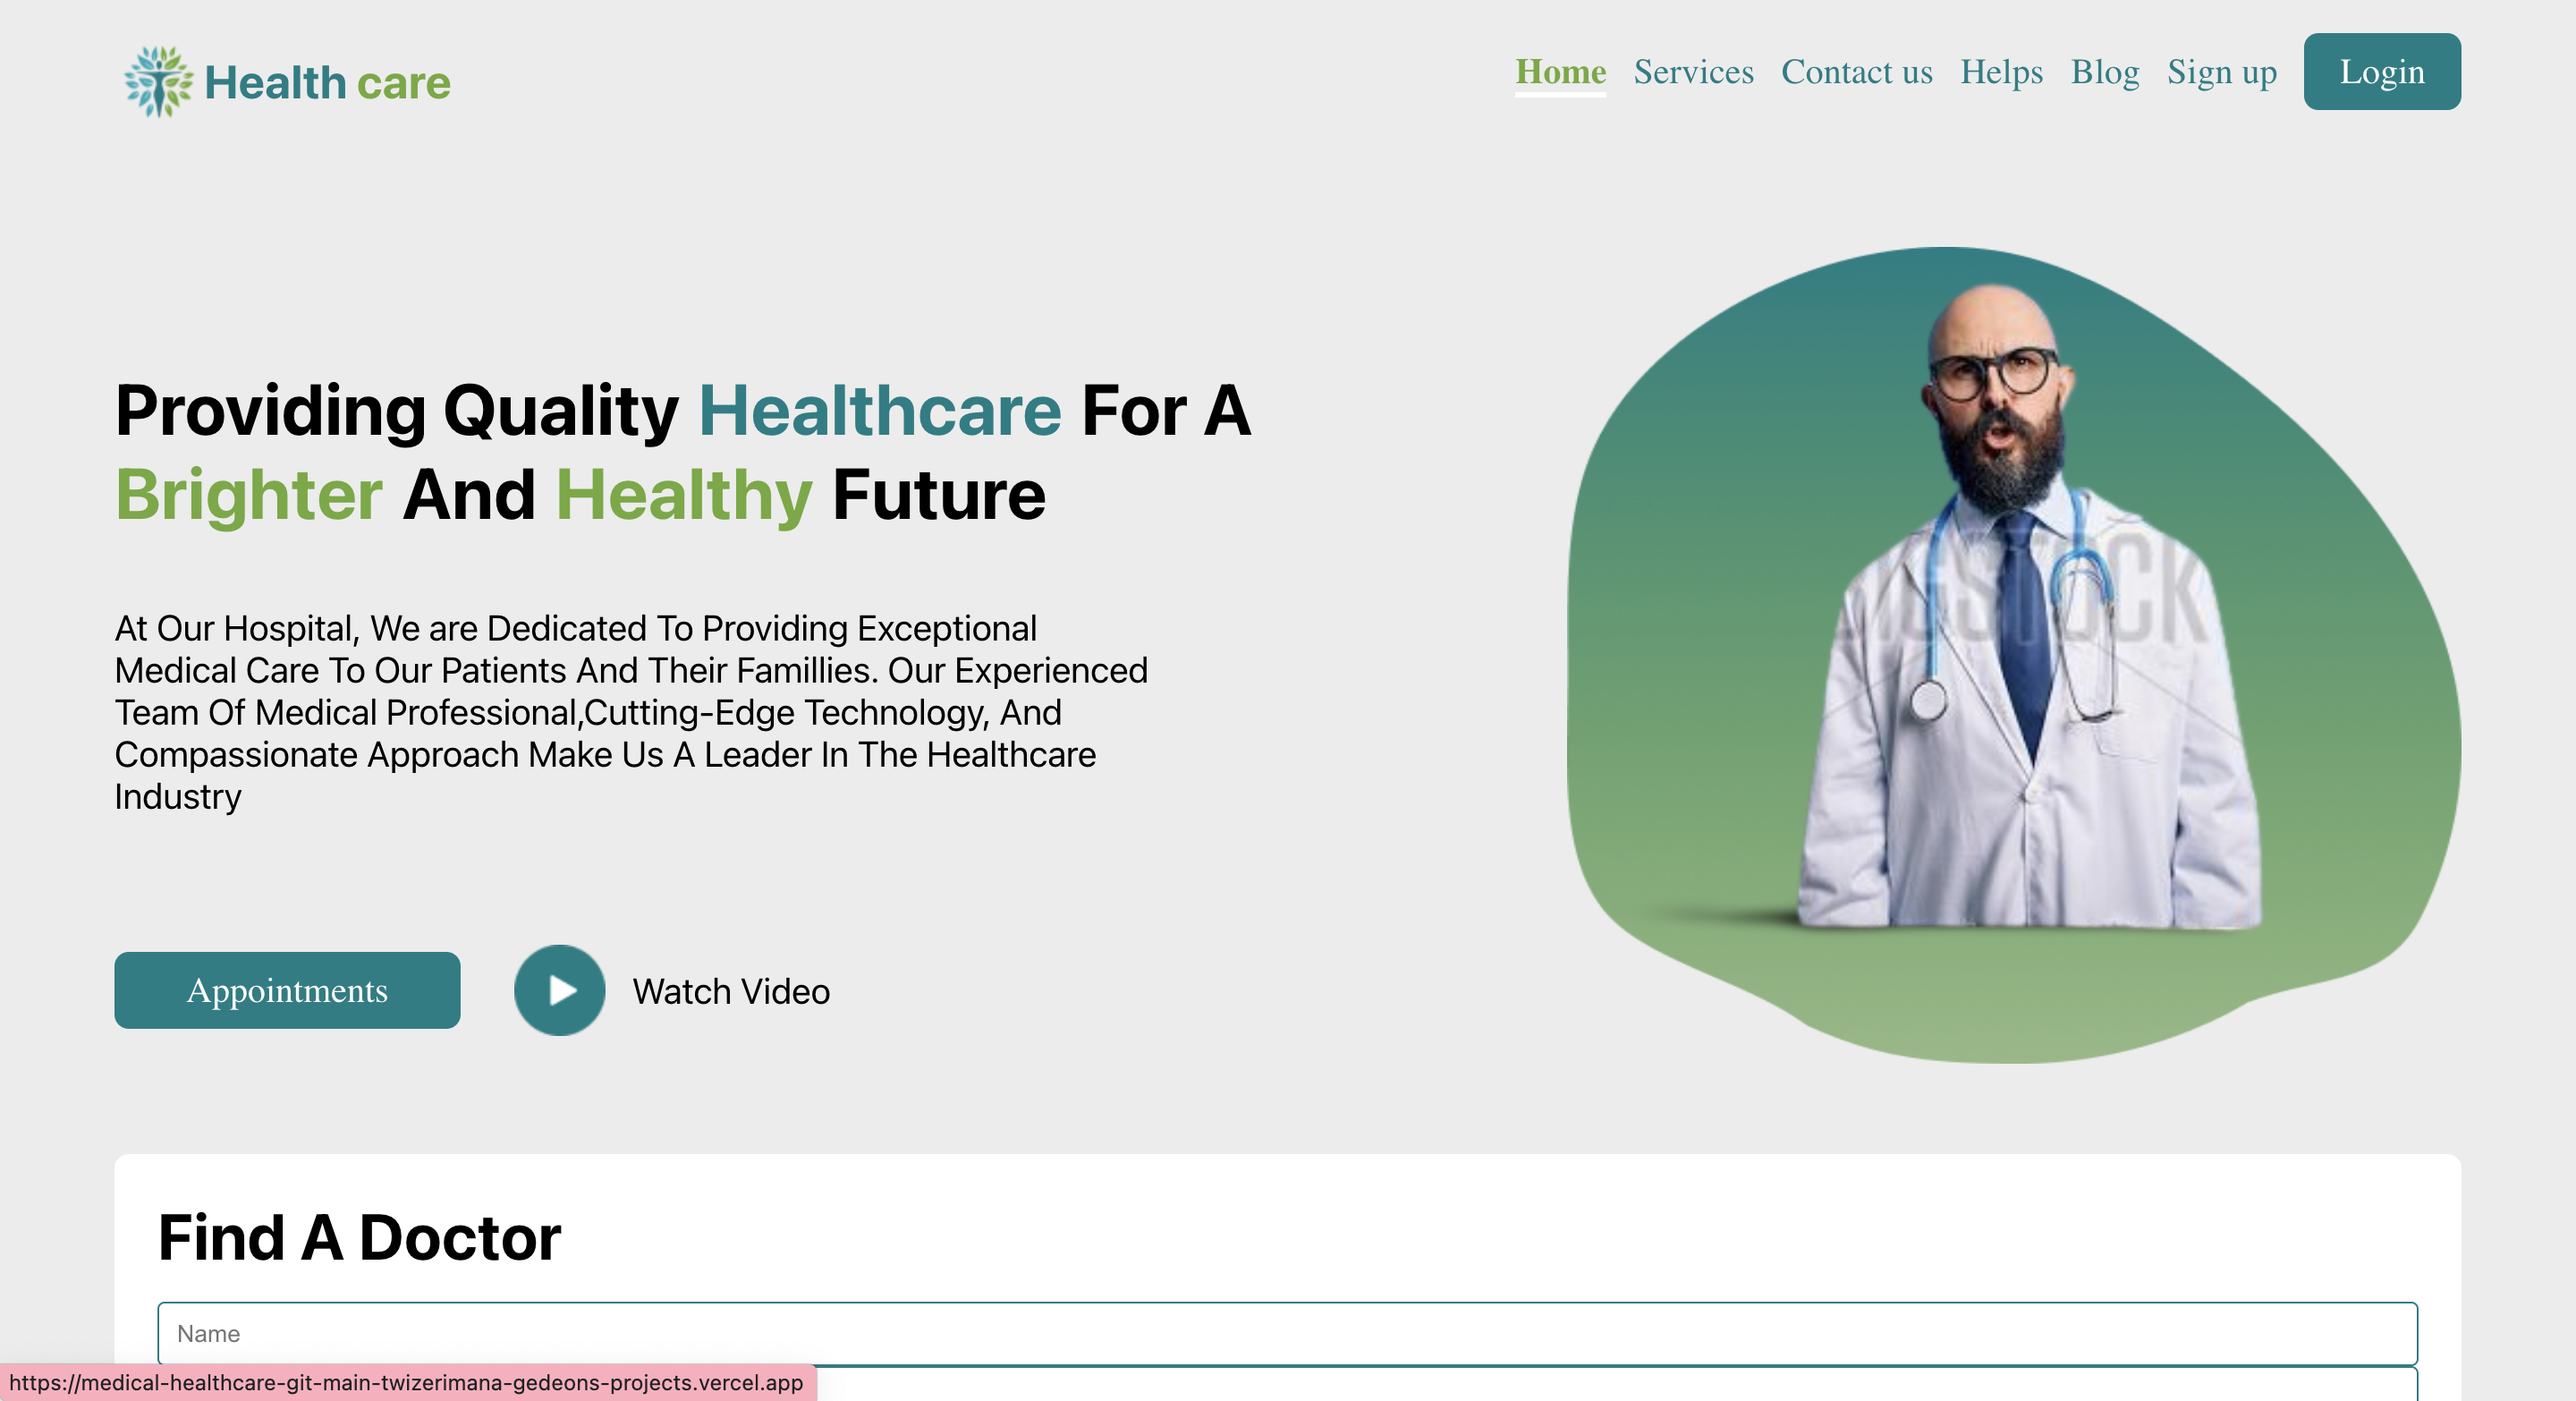 Health care
Home Services Contact us Helps Blog Sign up Login
Providing Quality Healthcare For A
Brighter And Healthy Future
At Our Hospital, We are Dedicated To Providing Exceptional
Medical Care To Our Patients And Their Famillies. Our Experienced
Team Of Medical Professional,Cutting-Edge Technology, And
Compassionate Approach Make Us A Leader In The Healthcare
Industry
Appointments
Watch Video
Find A Doctor
Name
https://medical-healthcare-git-main-twizerimana-gedeons-projects.vercel.app